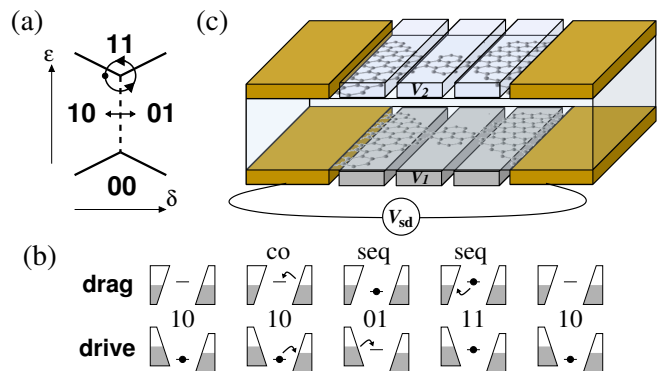 (a)
ε
11
10 01
00
δ
(c)
V2
V1
Vsd
(b)
co seq seq
drag
10 10 01 11 10
drive